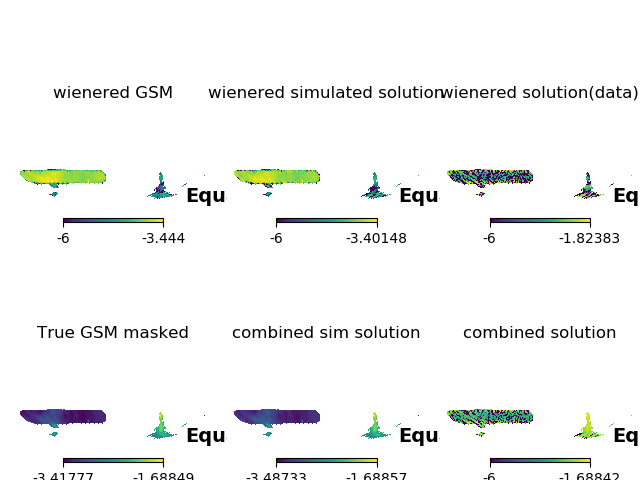 wienered GSM
wienered simulated solution
wienered solution(data)
Equ
Equ
Eq
-6
-3.444
-6
-3.40148
-6
-1.82383
True GSM masked
combined sim solution
combined solution
Equ
Equ
Eq
-3.41777
-1.68849
-3.48733
-1.68857
-6
-1.68842